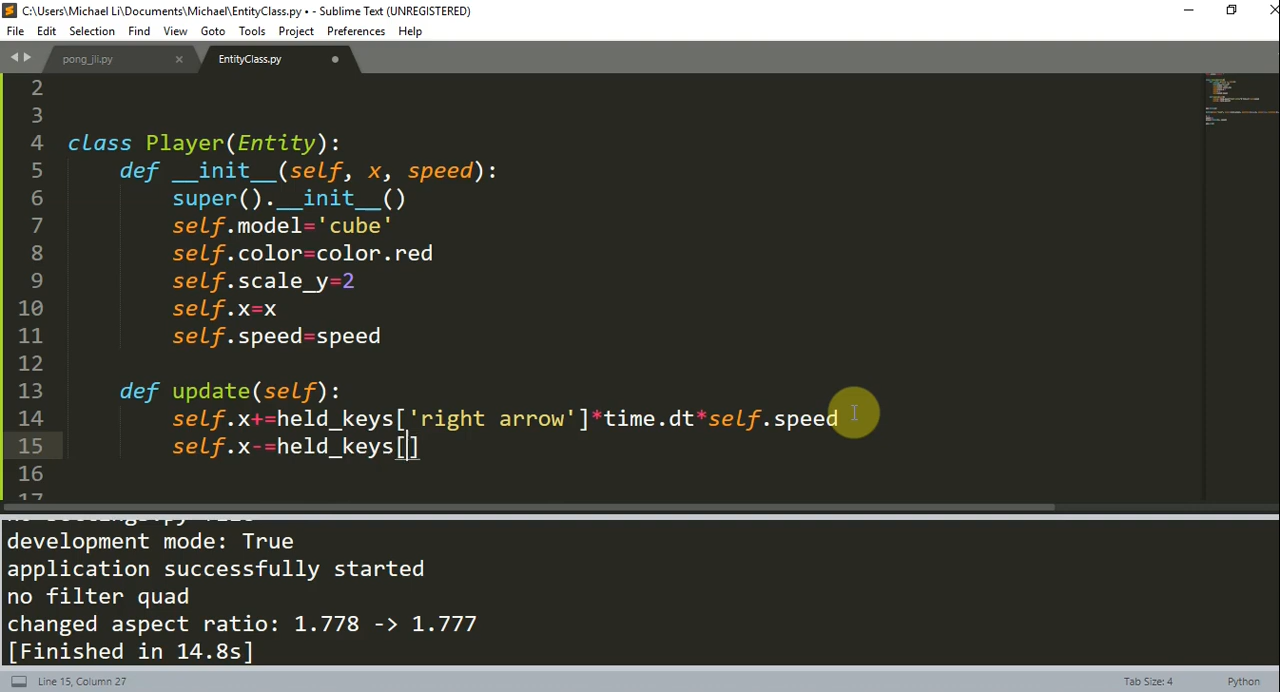 C:\Users\Michael Li\Documents\Michael\EntityClass.py • - Sublime Text (UNREGISTERED)
File Edit Selection Find View Goto Tools Project Preferences Help
pong_jli.py × EntityClass.py
2
3
4 class Player(Entity):
5 def __init__(self, x, speed):
6 super().__init__()
7 self.model='cube'
8 self.color=color.red
9 self.scale_y=2
10 self.x=x
11 self.speed=speed
12
13 def update(self):
14 self.x+=held_keys['right arrow']*time.dt*self.speed
15 self.x-=held_keys[]
16
17
development mode: True
application successfully started
no filter quad
changed aspect ratio: 1.778 -> 1.777
[Finished in 14.8s]
Line 15, Column 27 Tab Size: 4 Python